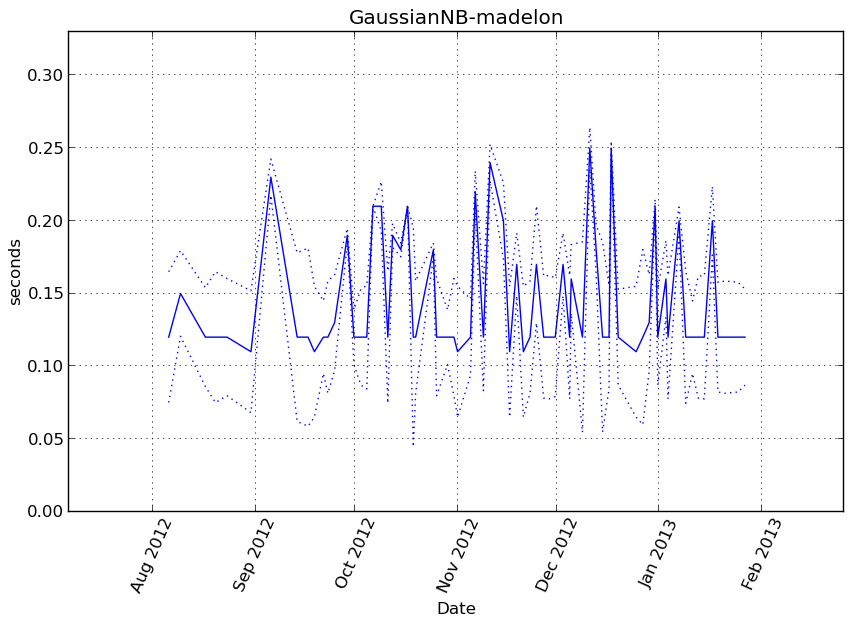 GaussianNB-madelon
0.30
0.25
0.20
0.15
0.10
0.05
0.00
seconds
Aug 2012
Sep 2012
Oct 2012
Nov 2012
Dec 2012
Jan 2013
Feb 2013
Date